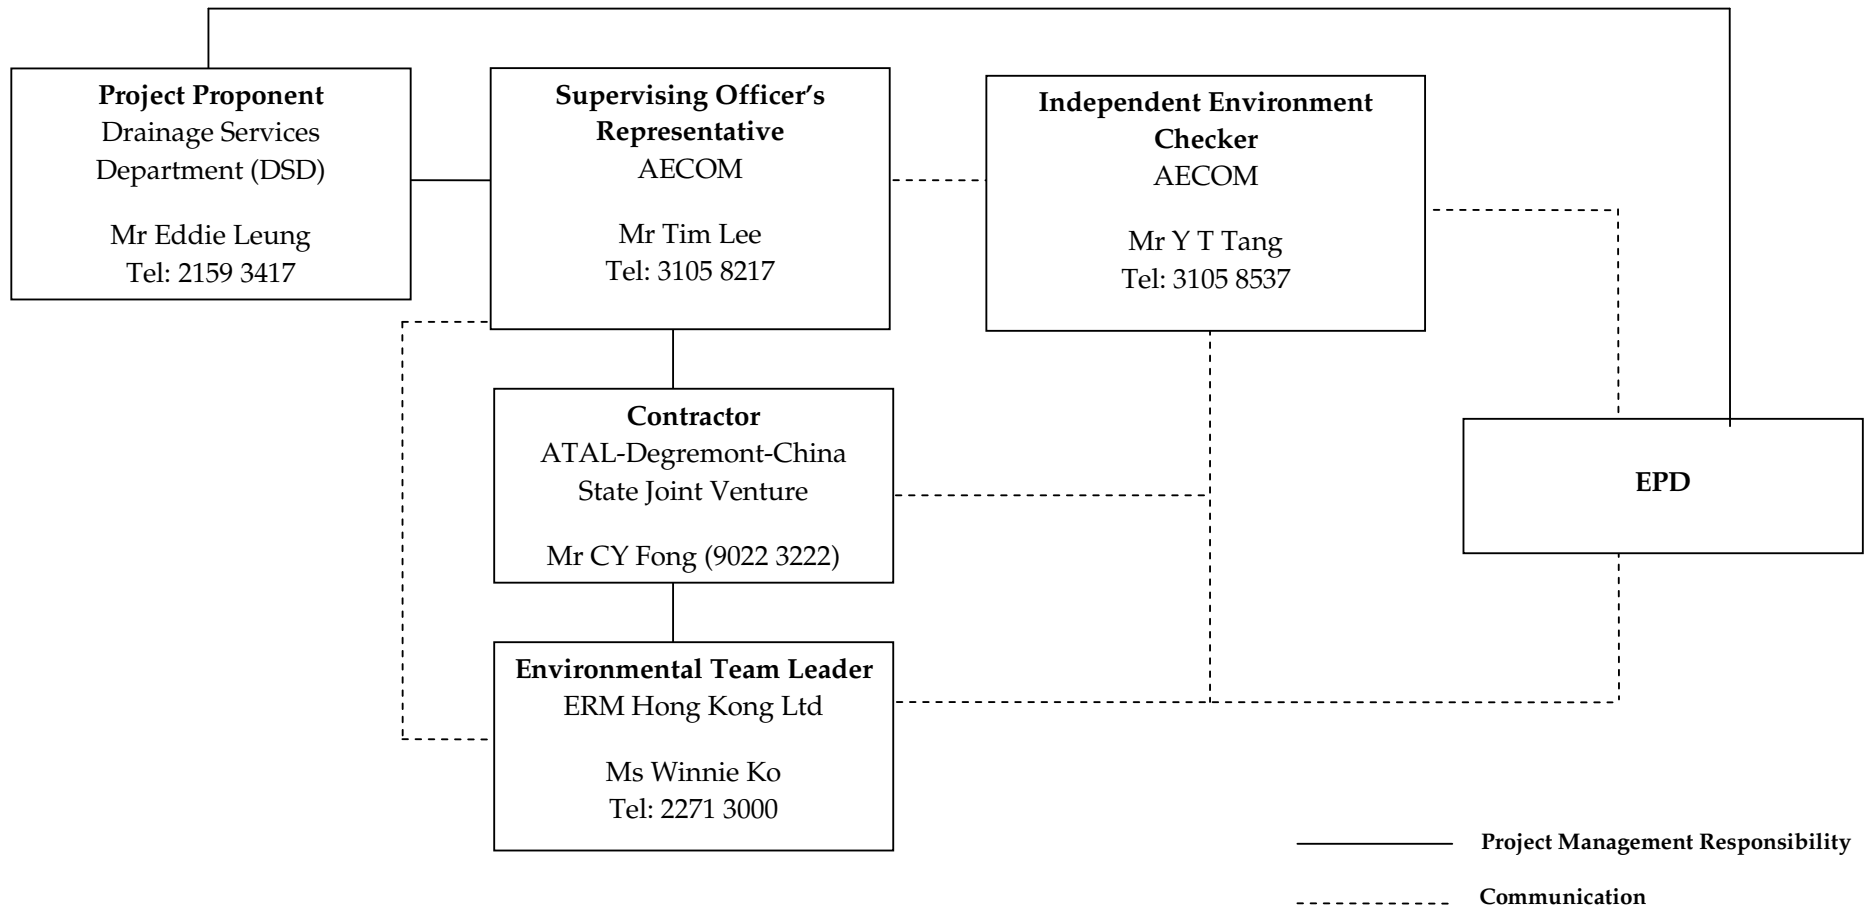 Project Proponent
Drainage Services
Department (DSD)
Mr Eddie Leung
Tel: 2159 3417
Supervising Officer’s
Representative
AECOM
Mr Tim Lee
Tel: 3105 8217
Independent Environment
Checker
AECOM
Mr Y T Tang
Tel: 3105 8537
Contractor
ATAL-Degremont-China
State Joint Venture
Mr CY Fong (9022 3222)
EPD
Environmental Team Leader
ERM Hong Kong Ltd
Ms Winnie Ko
Tel: 2271 3000
Project Management Responsibility
Communication